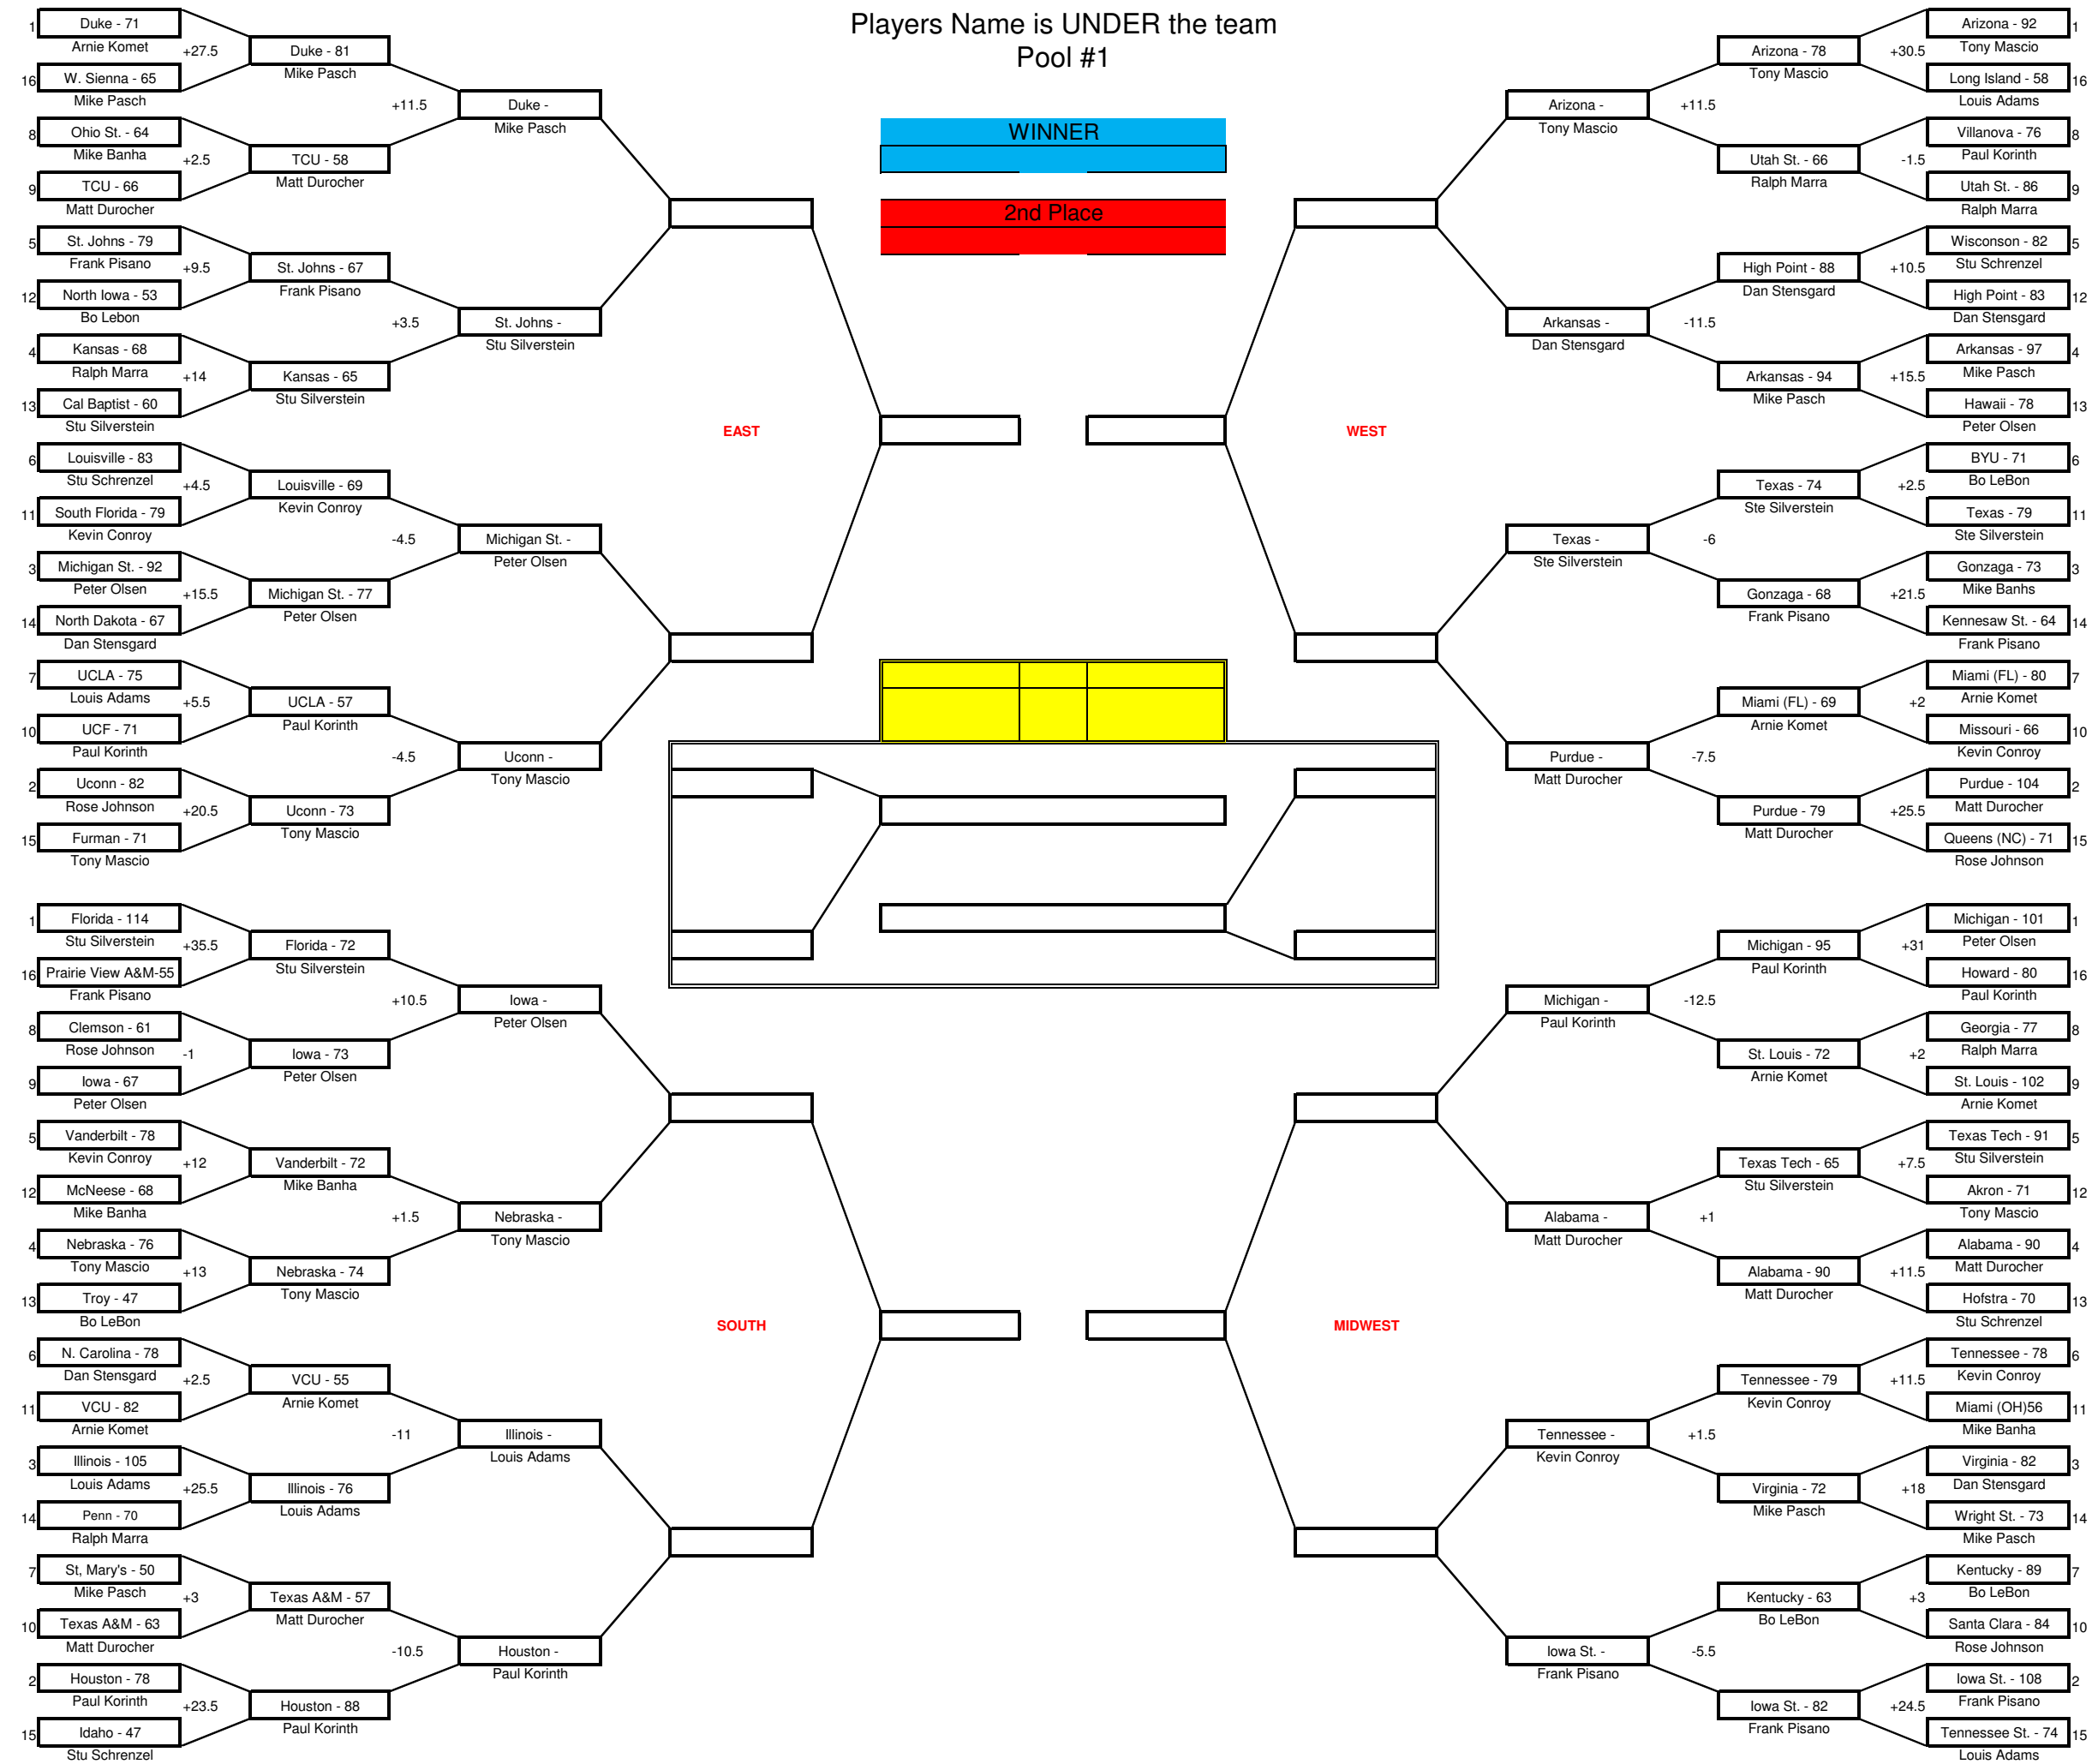 Players Name is UNDER the team
Pool #1
WINNER
2nd Place
1
Duke - 71
Arnie Komet
+27.5
16
W. Sienna - 65
Mike Pasch
8
Ohio St. - 64
Mike Banha
+2.5
9
TCU - 66
Matt Durocher
5
St. Johns - 79
Frank Pisano
+9.5
12
North Iowa - 53
Bo Lebon
4
Kansas - 68
Ralph Marra
+14
13
Cal Baptist - 60
Stu Silverstein
6
Louisville - 83
Stu Schrenzel
+4.5
11
South Florida - 79
Kevin Conroy
3
Michigan St. - 92
Peter Olsen
+15.5
14
North Dakota - 67
Dan Stensgard
7
UCLA - 75
Louis Adams
+5.5
10
UCF - 71
Paul Korinth
2
Uconn - 82
Rose Johnson
+20.5
15
Furman - 71
Tony Mascio
Duke - 81
Mike Pasch
+11.5
TCU - 58
Matt Durocher
St. Johns - 67
Frank Pisano
+3.5
Kansas - 65
Stu Silverstein
Louisville - 69
Kevin Conroy
-4.5
Michigan St. - 77
Peter Olsen
UCLA - 57
Paul Korinth
-4.5
Uconn - 73
Tony Mascio
Duke -
Mike Pasch
St. Johns -
Stu Silverstein
Michigan St. -
Peter Olsen
Uconn -
Tony Mascio
EAST
1
Florida - 114
Stu Silverstein
+35.5
16
Prairie View A&M-55
Frank Pisano
8
Clemson - 61
Rose Johnson
-1
9
Iowa - 67
Peter Olsen
5
Vanderbilt - 78
Kevin Conroy
+12
12
McNeese - 68
Mike Banha
4
Nebraska - 76
Tony Mascio
+13
13
Troy - 47
Bo LeBon
6
N. Carolina - 78
Dan Stensgard
+2.5
11
VCU - 82
Arnie Komet
3
Illinois - 105
Louis Adams
+25.5
14
Penn - 70
Ralph Marra
7
St, Mary's - 50
Mike Pasch
+3
10
Texas A&M - 63
Matt Durocher
2
Houston - 78
Paul Korinth
+23.5
15
Idaho - 47
Stu Schrenzel
Florida - 72
Stu Silverstein
+10.5
Iowa - 73
Peter Olsen
Vanderbilt - 72
Mike Banha
+1.5
Nebraska - 74
Tony Mascio
VCU - 55
Arnie Komet
-11
Illinois - 76
Louis Adams
Texas A&M - 57
Matt Durocher
-10.5
Houston - 88
Paul Korinth
Iowa -
Peter Olsen
Nebraska -
Tony Mascio
Illinois -
Louis Adams
Houston -
Paul Korinth
SOUTH
Arizona - 92
1
Tony Mascio
+30.5
Long Island - 58
16
Louis Adams
Villanova - 76
8
Paul Korinth
-1.5
Utah St. - 86
9
Ralph Marra
Wisconson - 82
5
Stu Schrenzel
+10.5
High Point - 83
12
Dan Stensgard
Arkansas - 97
4
Mike Pasch
+15.5
Hawaii - 78
13
Peter Olsen
BYU - 71
6
Bo LeBon
+2.5
Texas - 79
11
Ste Silverstein
Gonzaga - 73
3
Mike Banhs
+21.5
Kennesaw St. - 64
14
Frank Pisano
Miami (FL) - 80
7
Arnie Komet
+2
Missouri - 66
10
Kevin Conroy
Purdue - 104
2
Matt Durocher
+25.5
Queens (NC) - 71
15
Rose Johnson
Arizona - 78
Tony Mascio
+11.5
Utah St. - 66
Ralph Marra
High Point - 88
Dan Stensgard
-11.5
Arkansas - 94
Mike Pasch
Texas - 74
Ste Silverstein
-6
Gonzaga - 68
Frank Pisano
Miami (FL) - 69
Arnie Komet
-7.5
Purdue - 79
Matt Durocher
Arizona -
Tony Mascio
Arkansas -
Dan Stensgard
Texas -
Ste Silverstein
Purdue -
Matt Durocher
WEST
Michigan - 101
1
Peter Olsen
+31
Howard - 80
16
Paul Korinth
Georgia - 77
8
Ralph Marra
+2
St. Louis - 102
9
Arnie Komet
Texas Tech - 91
5
Stu Silverstein
+7.5
Akron - 71
12
Tony Mascio
Alabama - 90
4
Matt Durocher
+11.5
Hofstra - 70
13
Stu Schrenzel
Tennessee - 78
6
Kevin Conroy
+11.5
Miami (OH)56
11
Mike Banha
Virginia - 82
3
Dan Stensgard
+18
Wright St. - 73
14
Mike Pasch
Kentucky - 89
7
Bo LeBon
+3
Santa Clara - 84
10
Rose Johnson
Iowa St. - 108
2
Frank Pisano
+24.5
Tennessee St. - 74
15
Louis Adams
Michigan - 95
Paul Korinth
-12.5
St. Louis - 72
Arnie Komet
Texas Tech - 65
Stu Silverstein
+1
Alabama - 90
Matt Durocher
Tennessee - 79
Kevin Conroy
+1.5
Virginia - 72
Mike Pasch
Kentucky - 63
Bo LeBon
-5.5
Iowa St. - 82
Frank Pisano
Michigan -
Paul Korinth
Alabama -
Matt Durocher
Tennessee -
Kevin Conroy
Iowa St. -
Frank Pisano
MIDWEST